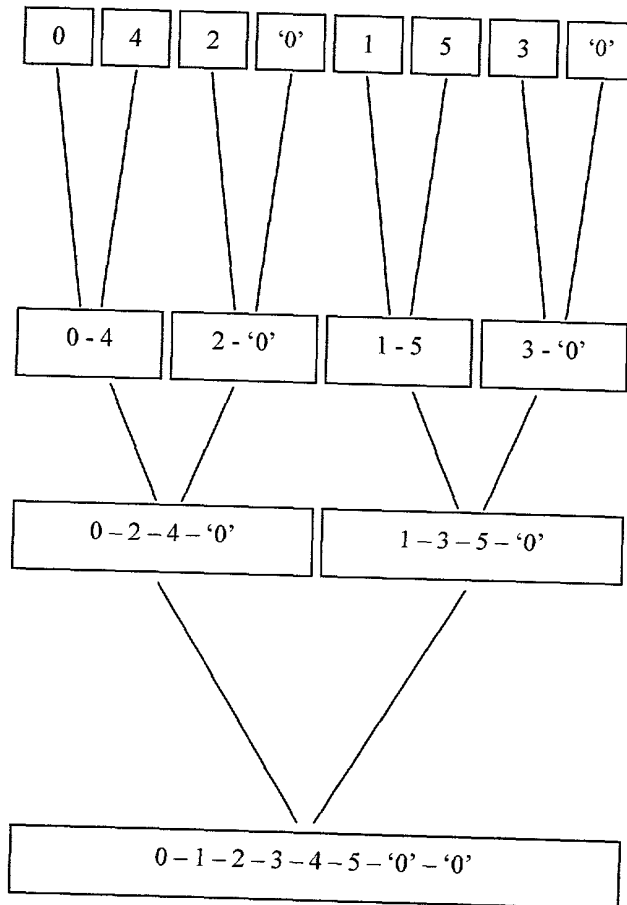 0 4 2 ‘0’ 1 5 3 ‘0’
0 - 4 2 - ‘0’ 1 - 5 3 - ‘0’
0 – 2 – 4 – ‘0’ 1 – 3 – 5 – ‘0’
0 – 1 – 2 – 3 – 4 – 5 – ‘0’ – ‘0’